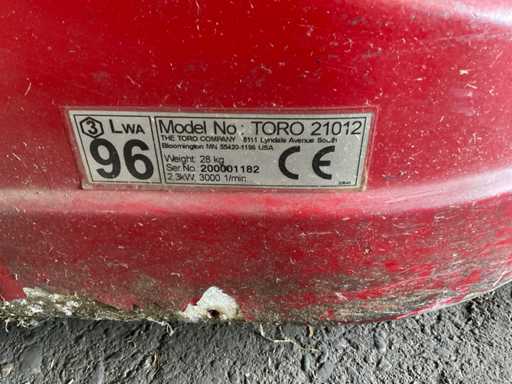 3 LWA
96
Model No: TORO 21012
THE TORO COMPANY 8111 Lyndale Avenue South
Bloomington MN 55420-1196 USA
Weight: 28 kg
Ser.No. 200001182
2.3kW, 3000 1/min
CE